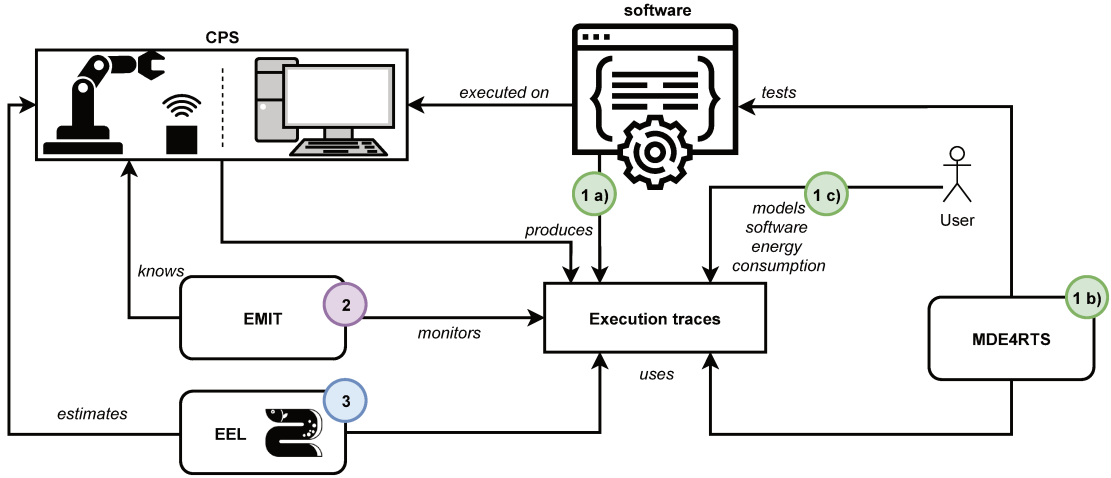 software
CPS
executed on
tests
1 a)
1 c)
models
software
energy
consumption
User
produces
knows
EMIT
2
monitors
Execution traces
1 b)
MDE4RTS
uses
estimates
EEL
3